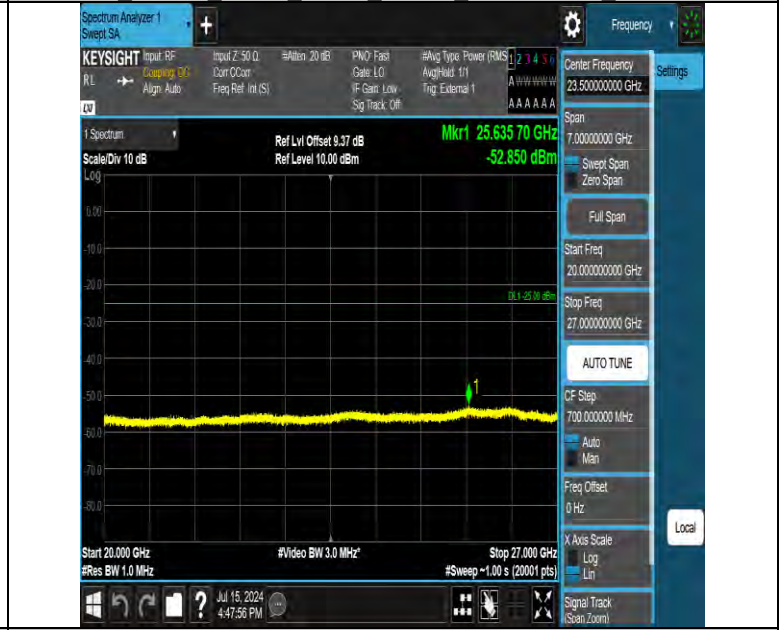 Spectrum Analyzer 1
Swept SA
+
Frequency
KEYSIGHT
Input: RF
Input Z: 50 Ω
#Atten: 20 dB
PNO: Fast
#Avg Type: Power (RMS
1 2 3 4 5 6
RL
Coupling: DC
Corr CCorr
Gate: LO
Avg|Hold: 1/1
A W W W W W
Align: Auto
Freq Ref: Int (S)
IF Gain: Low
Trig: External 1
Sig Track: Off
A A A A A A
LXI
1 Spectrum
Scale/Div 10 dB
Ref Lvl Offset 9.37 dB
Ref Level 10.00 dBm
Mkr1 25.635 70 GHz
-52.850 dBm
Log
0.00
-10.0
-20.0
DL1 -25.00 dBm
-30.0
-40.0
1
-50.0
-60.0
-70.0
-80.0
Start 20.000 GHz
#Video BW 3.0 MHz*
Stop 27.000 GHz
#Res BW 1.0 MHz
#Sweep ~1.00 s (20001 pts)
Center Frequency
23.500000000 GHz
Settings
Span
7.00000000 GHz
Swept Span
Zero Span
Full Span
Start Freq
20.000000000 GHz
Stop Freq
27.000000000 GHz
AUTO TUNE
CF Step
700.000000 MHz
Auto
Man
Freq Offset
0 Hz
Local
X Axis Scale
Log
Lin
Signal Track
(Span Zoom)
?
Jul 15, 2024
4:47:56 PM